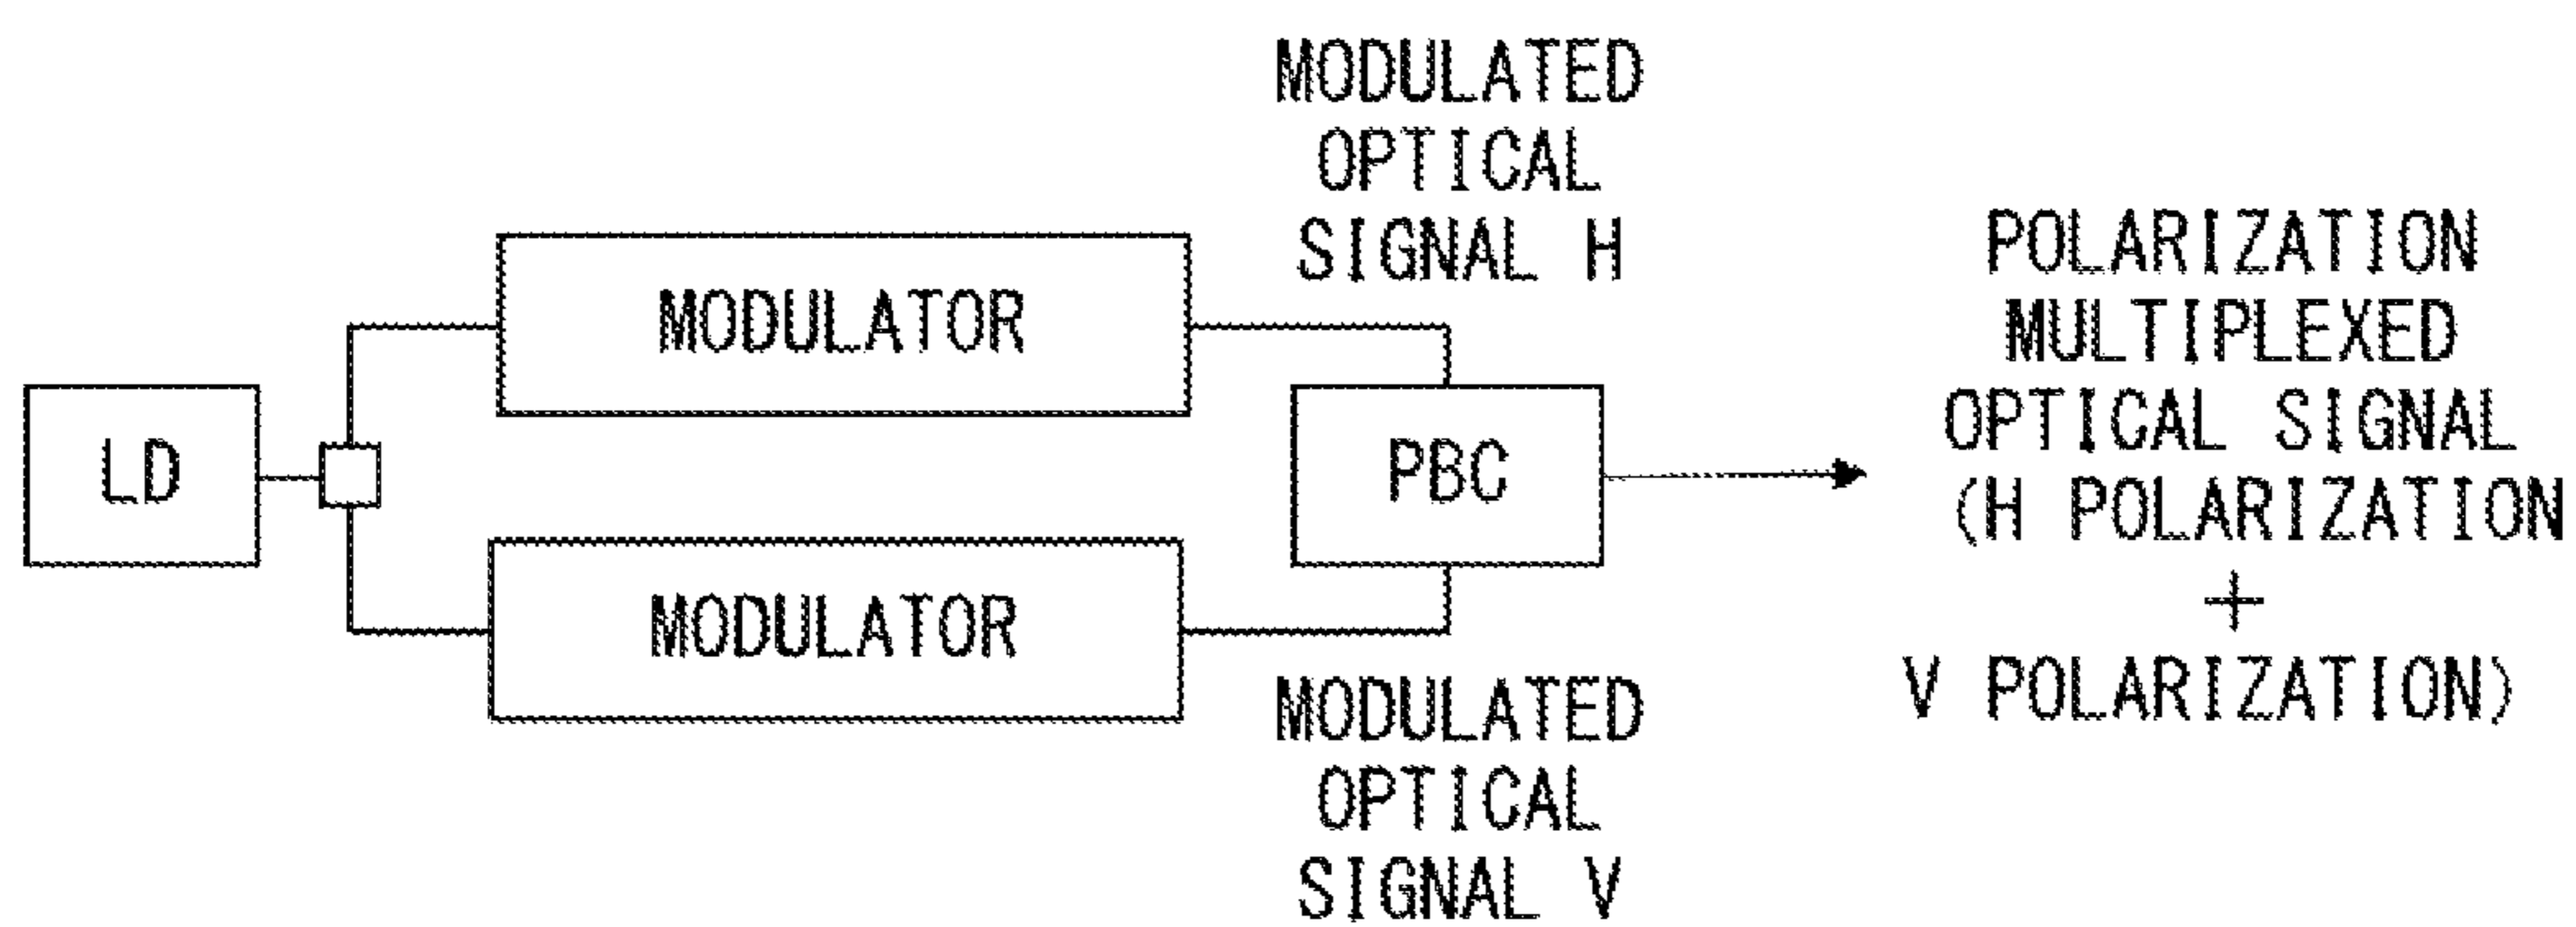 MODULATED
OPTICAL
SIGNAL H
MODULATOR
LD
PBC
MODULATOR
MODULATED
OPTICAL
SIGNAL V
POLARIZATION
MULTIPLEXED
OPTICAL SIGNAL
(H POLARIZATION
+
V POLARIZATION)